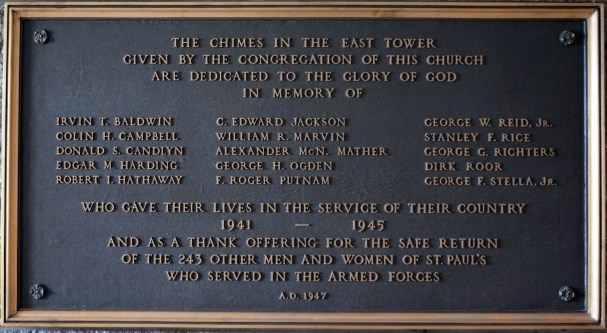 THE CHIMES IN THE EAST TOWER
GIVEN BY THE CONGREGATION OF THIS CHURCH
ARE DEDICATED TO THE GLORY OF GOD
IN MEMORY OF
IRVIN T. BALDWIN
COLIN H. CAMPBELL
DONALD S. CANDLYN
EDGAR M. HARDING
ROBERT I. HATHAWAY
C. EDWARD JACKSON
WILLIAM R. MARVIN
ALEXANDER McN. MATHER
GEORGE H. OGDEN
F. ROGER PUTNAM
GEORGE W. REID, JR.
STANLEY F. RICE
GEORGE G. RICHTERS
DIRK ROOR
GEORGE F. STELLA, JR.
WHO GAVE THEIR LIVES IN THE SERVICE OF THEIR COUNTRY
1941 — 1945
AND AS A THANK OFFERING FOR THE SAFE RETURN
OF THE 243 OTHER MEN AND WOMEN OF ST. PAUL'S
WHO SERVED IN THE ARMED FORCES
A.D. 1947